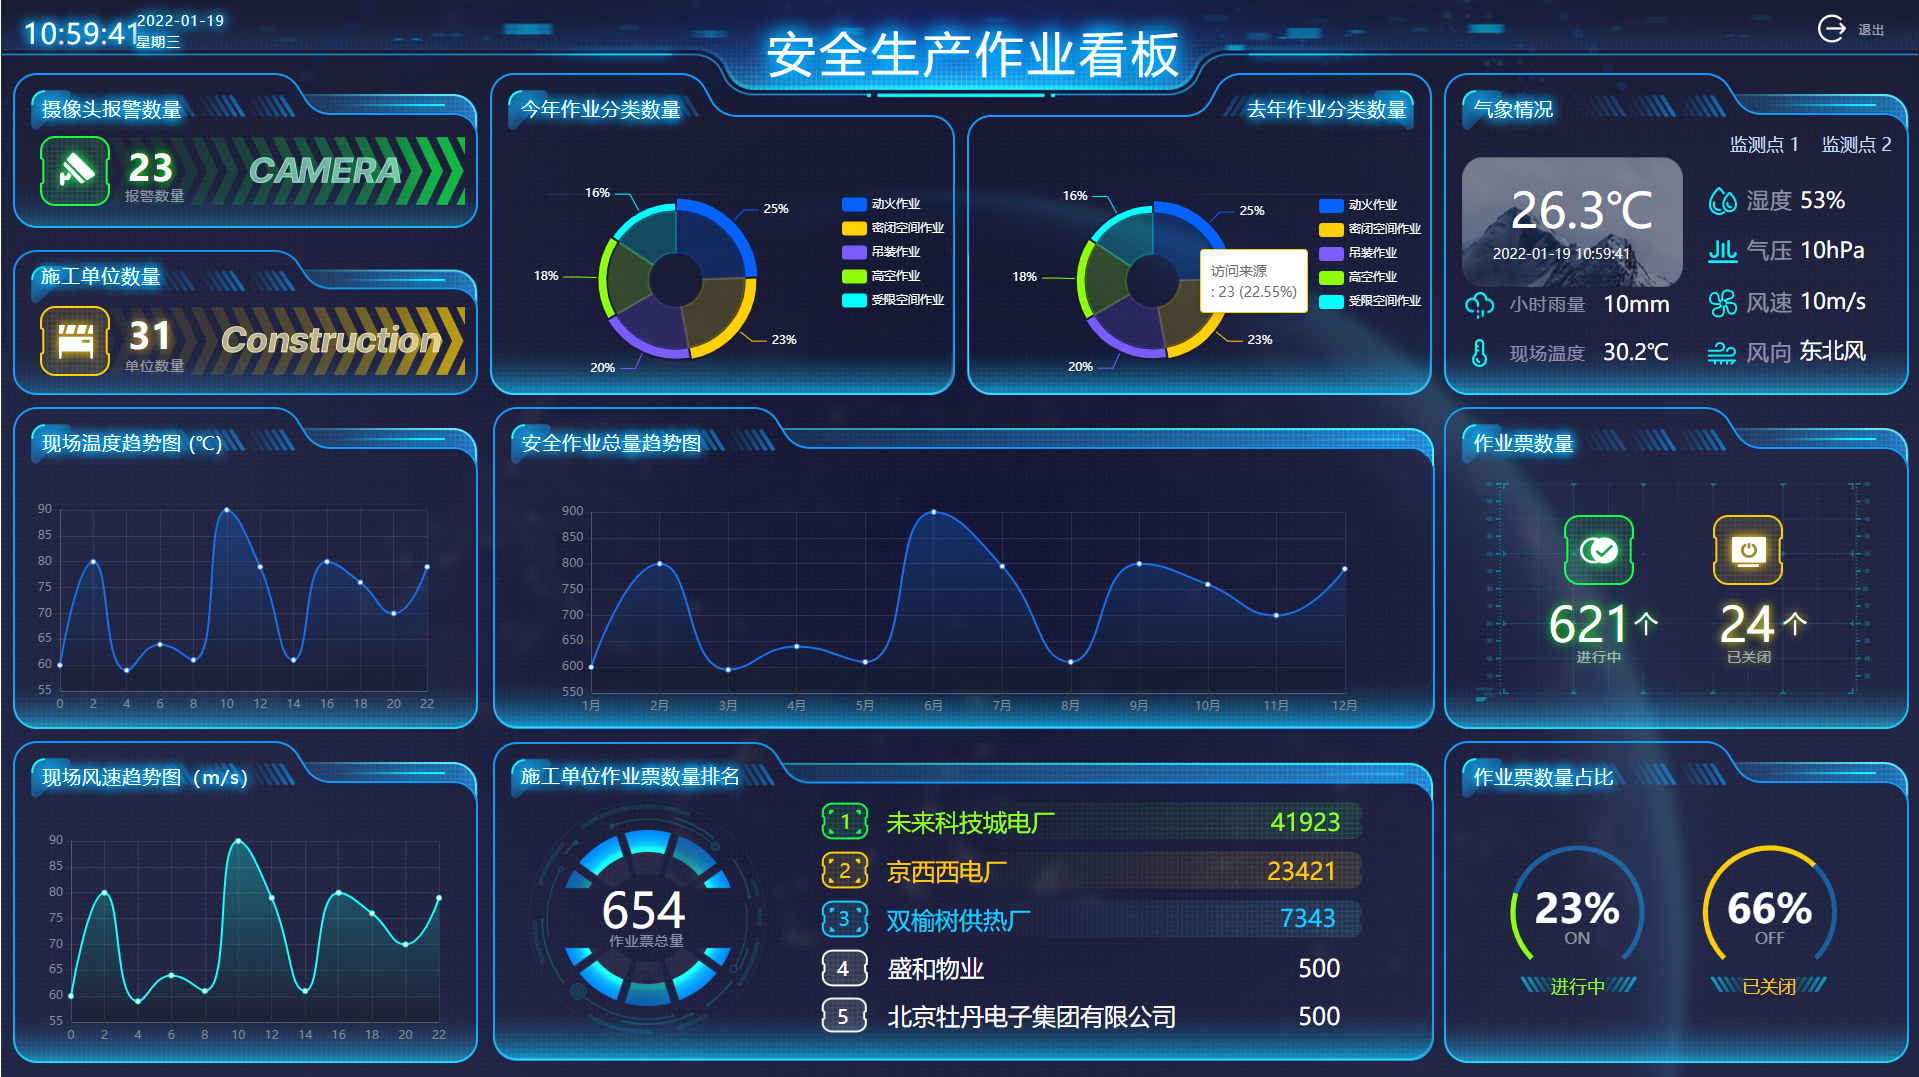 10:59:41
2022-01-19
星期三
安全生产作业看板
退出
摄像头报警数量
23
报警数量
CAMERA
施工单位数量
31
单位数量
Construction
今年作业分类数量
16%
25%
18%
20%
23%
动火作业
密闭空间作业
吊装作业
高空作业
受限空间作业
去年作业分类数量
16%
25%
18%
20%
23%
访问来源
: 23 (22.55%)
动火作业
密闭空间作业
吊装作业
高空作业
受限空间作业
气象情况
监测点 1 监测点 2
26.3℃
2022-01-19 10:59:41
湿度 53%
气压 10hPa
小时雨量 10mm
风速 10m/s
现场温度 30.2℃
风向 东北风
现场温度趋势图 (℃)
90
85
80
75
70
65
60
55
0 2 4 6 8 10 12 14 16 18 20 22
安全作业总量趋势图
900
850
800
750
700
650
600
550
1月 2月 3月 4月 5月 6月 7月 8月 9月 10月 11月 12月
作业票数量
621个
进行中
24个
已关闭
现场风速趋势图（m/s）
90
85
80
75
70
65
60
55
0 2 4 6 8 10 12 14 16 18 20 22
施工单位作业票数量排名
654
作业票总量
1 未来科技城电厂 41923
2 京西西电厂 23421
3 双榆树供热厂 7343
4 盛和物业 500
5 北京牡丹电子集团有限公司 500
作业票数量占比
23%
ON
进行中
66%
OFF
已关闭